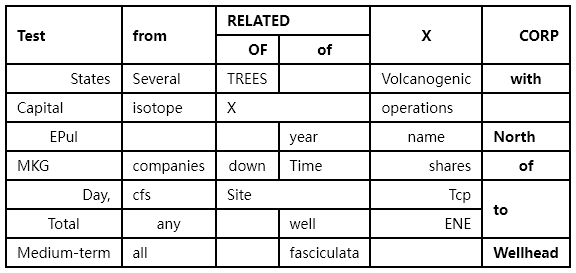 Test from RELATED X CORP
OF of
States Several TREES Volcanogenic with
Capital isotope X operations
EPul year name North
MKG companies down Time shares of
Day, cfs Site Tcp to
Total any well ENE
Medium-term all fasciculata Wellhead